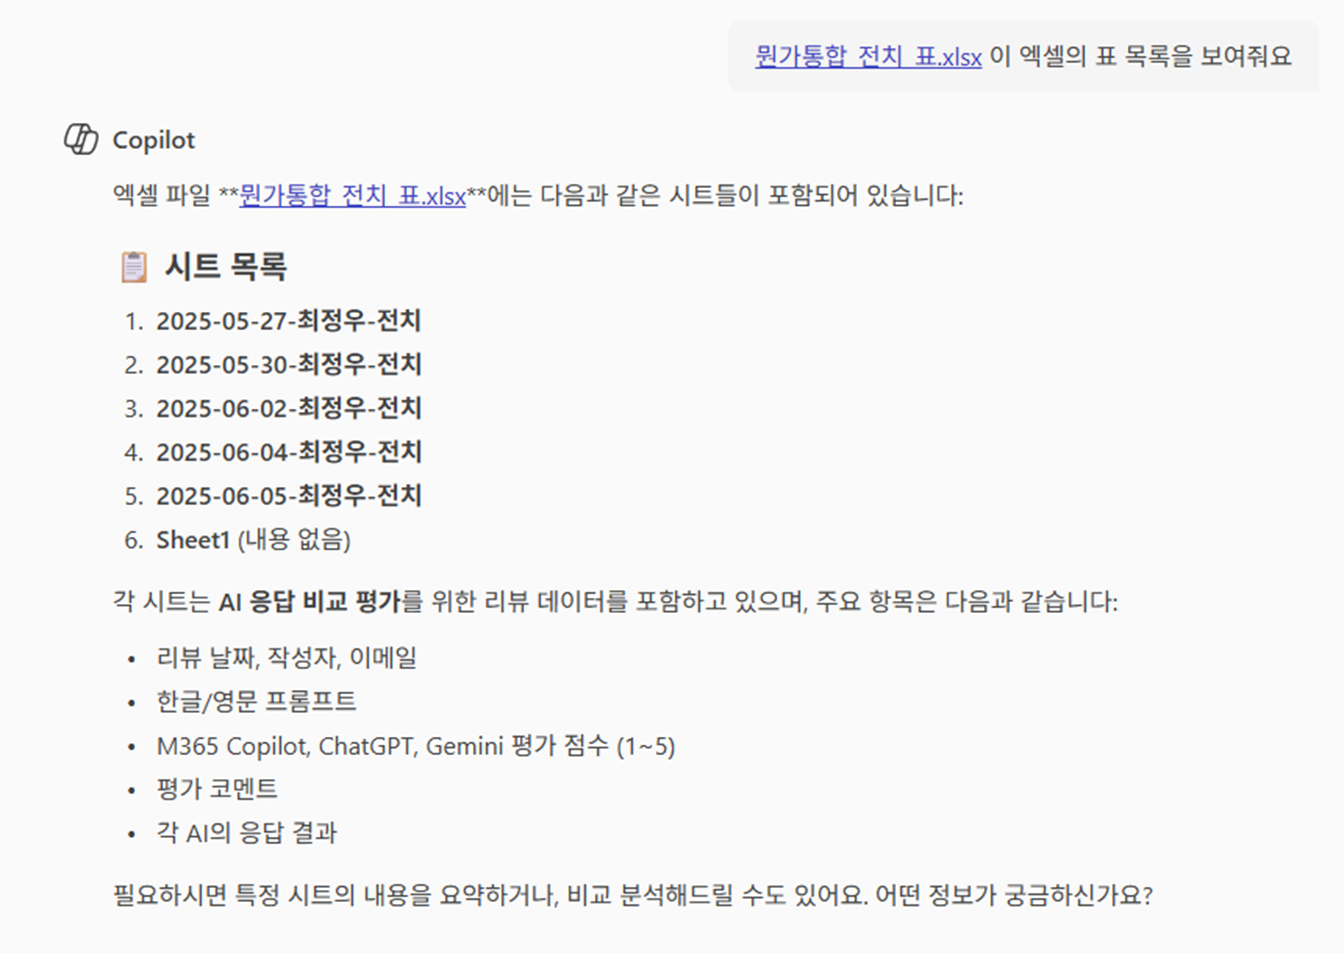 뭔가통합_전치_표.xlsx 이 엑셀의 표 목록을 보여줘요
Copilot
엑셀 파일 **뭔가통합_전치_표.xlsx**에는 다음과 같은 시트들이 포함되어 있습니다:
📋 시트 목록
1. 2025-05-27-최정우-전치
2. 2025-05-30-최정우-전치
3. 2025-06-02-최정우-전치
4. 2025-06-04-최정우-전치
5. 2025-06-05-최정우-전치
6. Sheet1 (내용 없음)
각 시트는 AI 응답 비교 평가를 위한 리뷰 데이터를 포함하고 있으며, 주요 항목은 다음과 같습니다:
• 리뷰 날짜, 작성자, 이메일
• 한글/영문 프롬프트
• M365 Copilot, ChatGPT, Gemini 평가 점수 (1~5)
• 평가 코멘트
• 각 AI의 응답 결과
필요하시면 특정 시트의 내용을 요약하거나, 비교 분석해드릴 수도 있어요. 어떤 정보가 궁금하신가요?